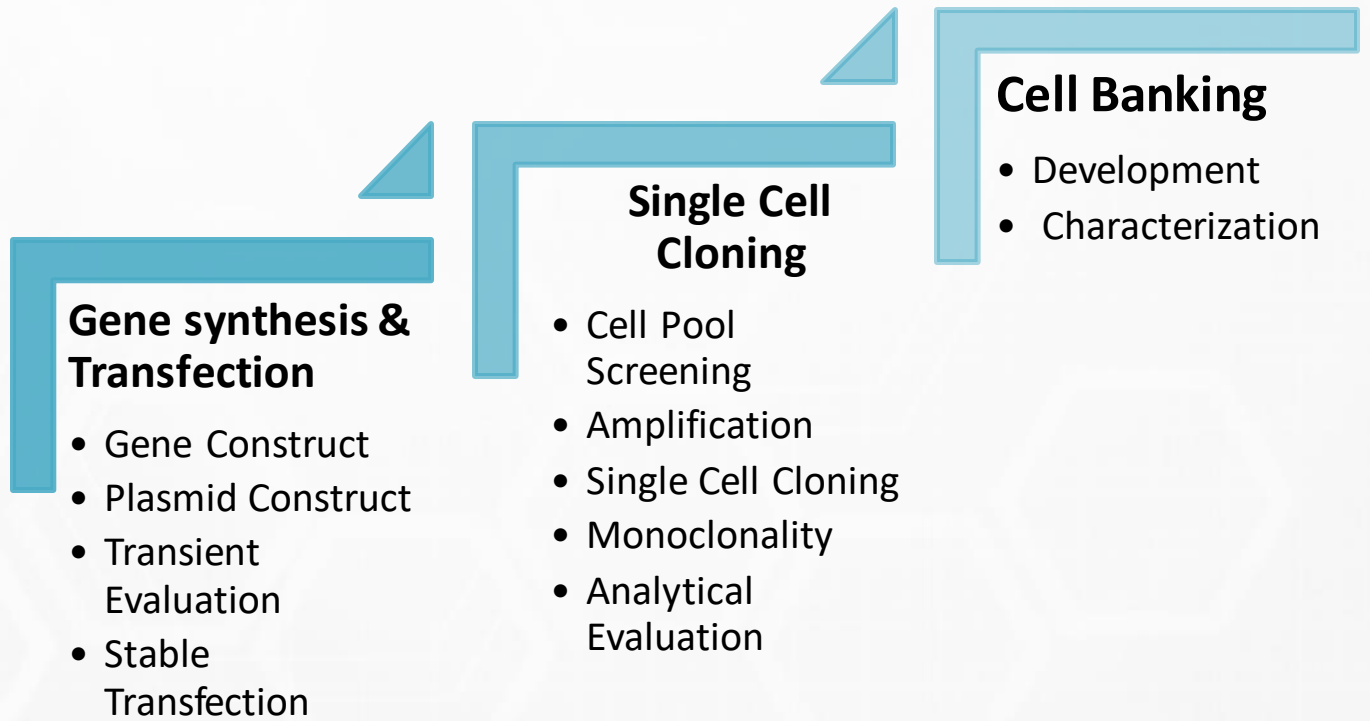 Gene synthesis &
Transfection
• Gene Construct
• Plasmid Construct
• Transient
Evaluation
• Stable
Transfection
Single Cell
Cloning
• Cell Pool
Screening
• Amplification
• Single Cell Cloning
• Monoclonality
• Analytical
Evaluation
Cell Banking
• Development
• Characterization